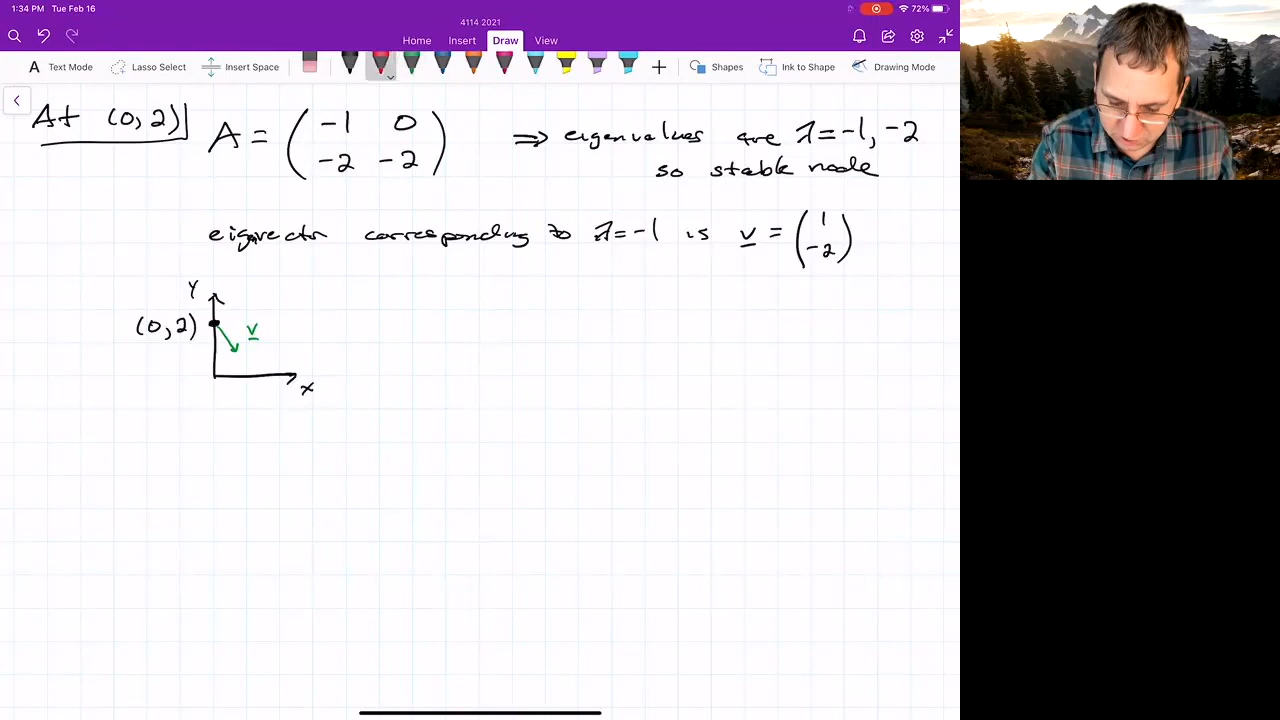 1:34 PM Tue Feb 16
72%
4114 2021
Home Insert Draw View
Text Mode Lasso Select Insert Space Shapes Ink to Shape Drawing Mode
At (0,2) A = ( -1 0 ⇒ eigenvalues are λ=-1, -2
-2 -2 ) so stable node
eigenvector corresponding to λ=-1 is v = ( 1
-2 )
y
(0,2) v
x